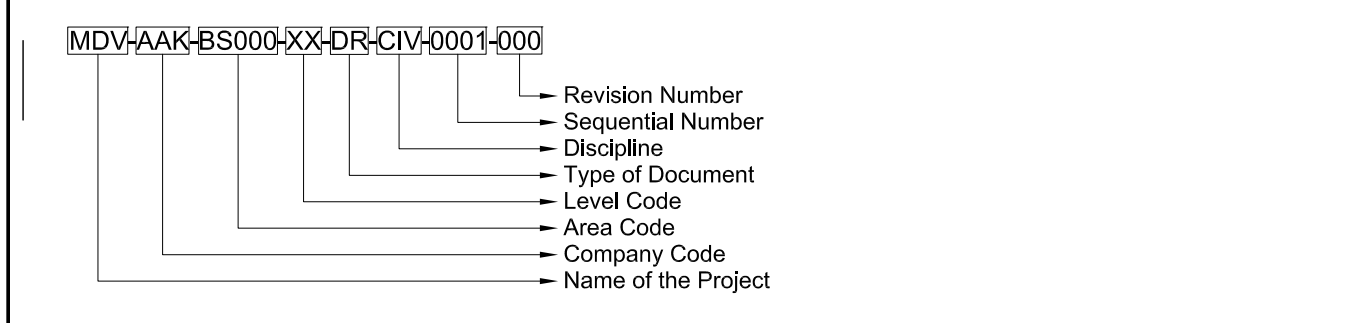 MDV-AAK-BS000-XX-DR-CIV-0001-000
Revision Number
Sequential Number
Discipline
Type of Document
Level Code
Area Code
Company Code
Name of the Project